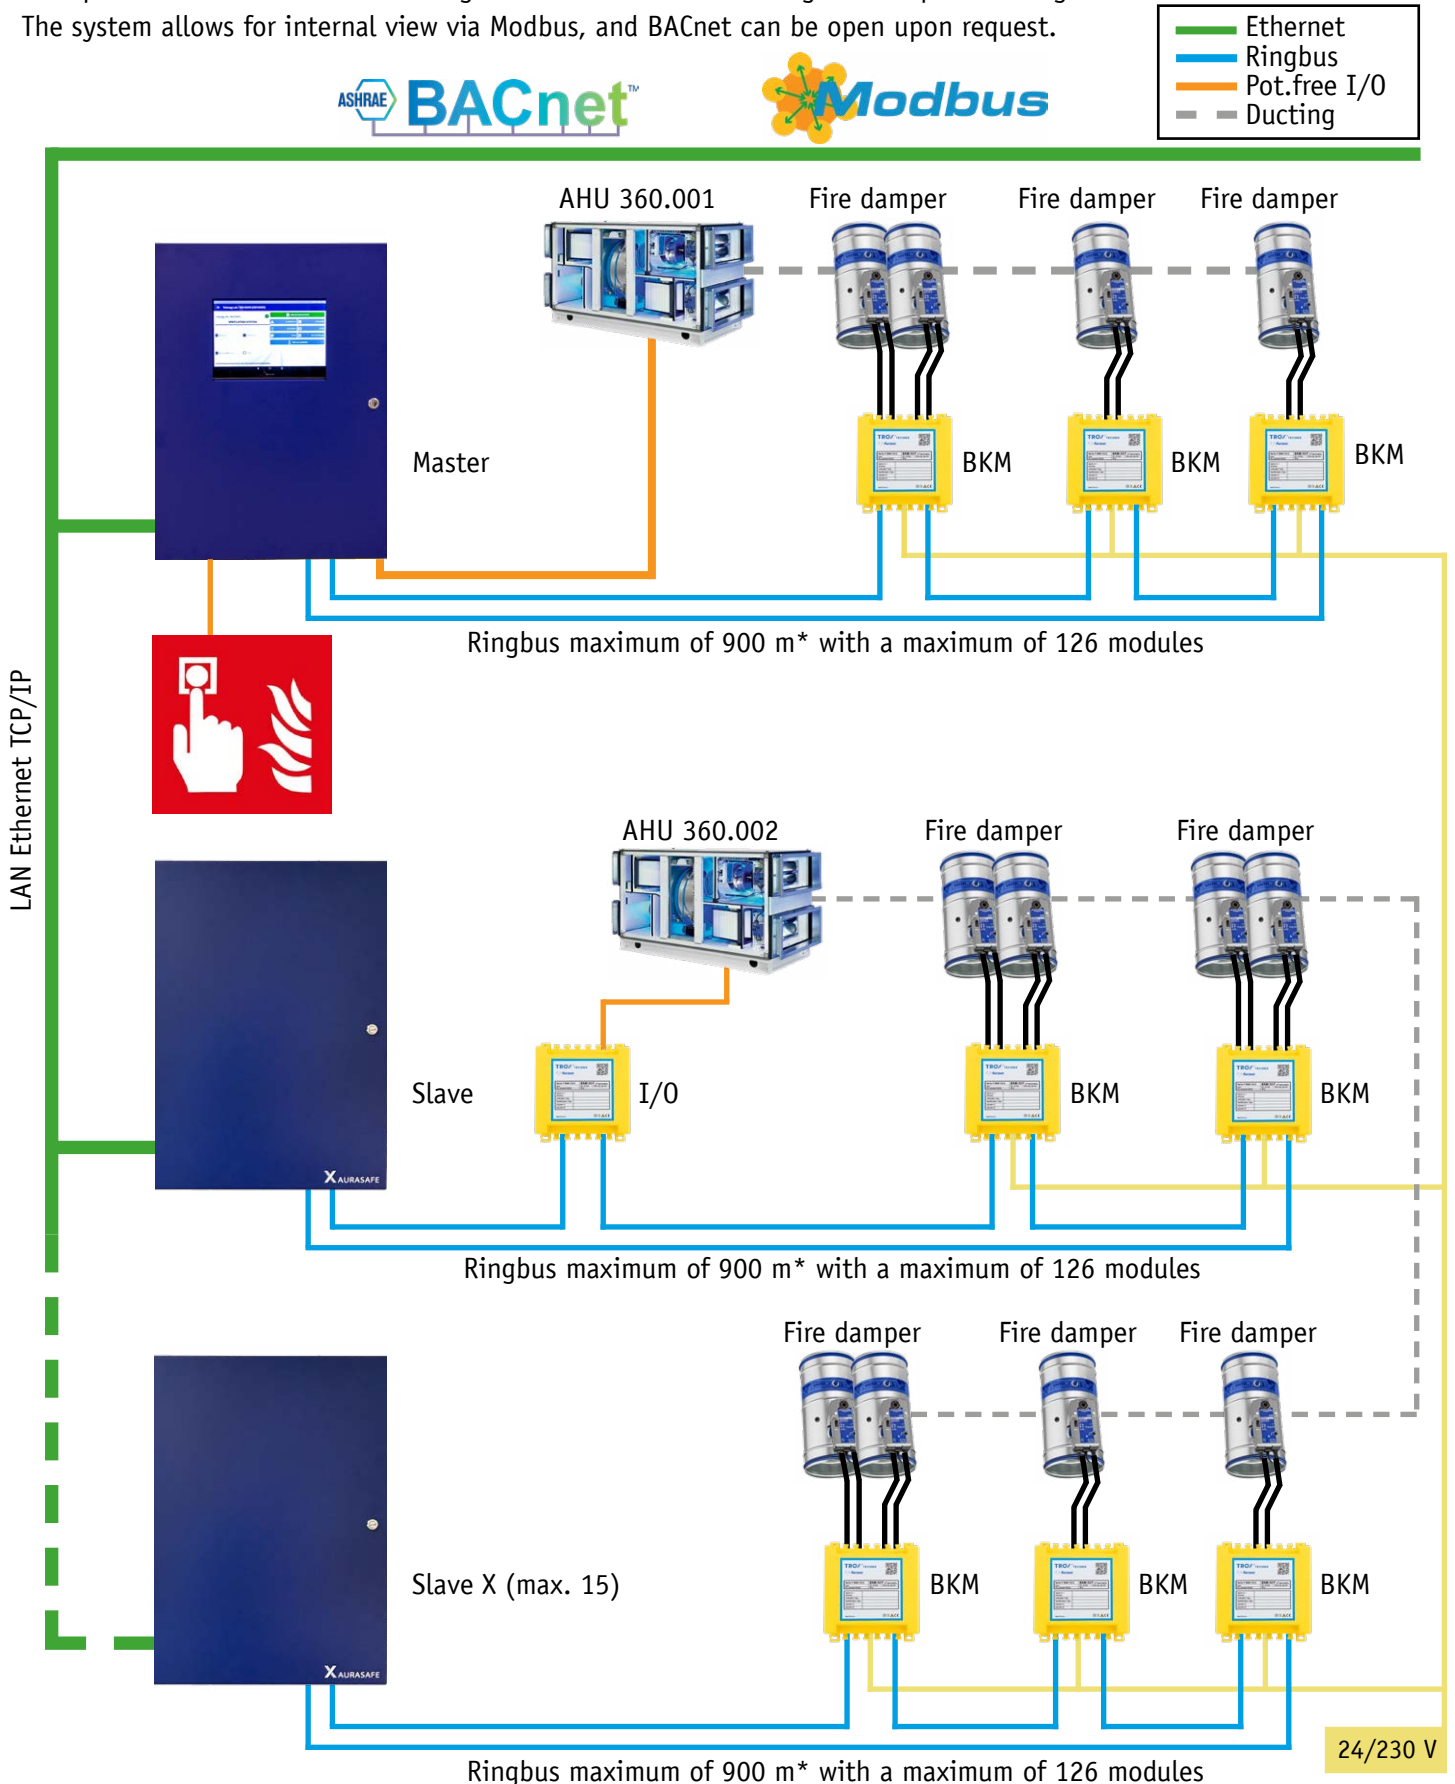 The system allows for internal view via Modbus, and BACnet can be open upon request.
Ethernet
Ringbus
Pot.free I/O
Ducting
ASHRAE BACnet™
Modbus
AHU 360.001
Fire damper
Fire damper
Fire damper
Master
BKM
BKM
BKM
Ringbus maximum of 900 m* with a maximum of 126 modules
LAN Ethernet TCP/IP
AHU 360.002
Fire damper
Fire damper
Slave
I/O
BKM
BKM
X AURASAFE
Ringbus maximum of 900 m* with a maximum of 126 modules
Fire damper
Fire damper
Fire damper
Slave X (max. 15)
BKM
BKM
BKM
X AURASAFE
24/230 V
Ringbus maximum of 900 m* with a maximum of 126 modules